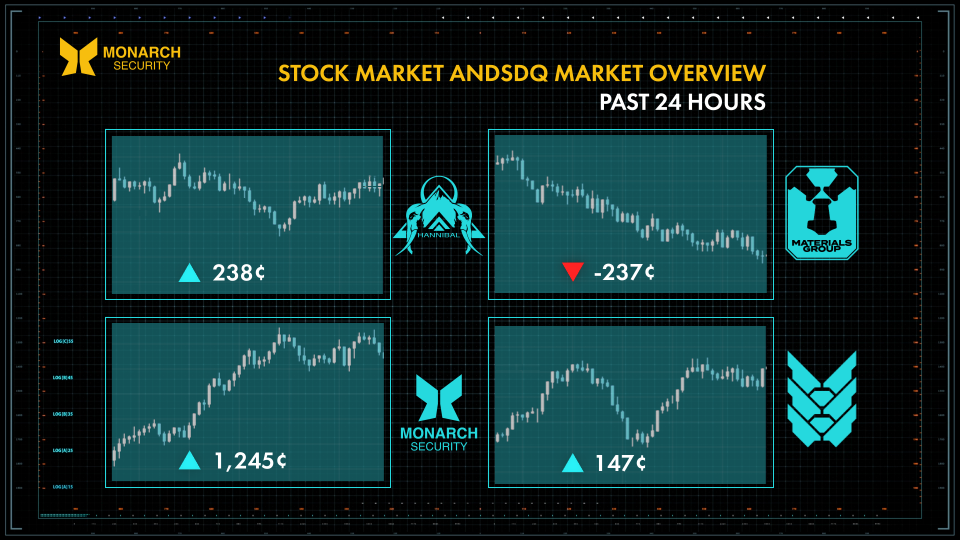 MONARCH
SECURITY
STOCK MARKET ANDSDQ MARKET OVERVIEW
PAST 24 HOURS
HANNIBAL
238¢
MATERIALS
GROUP
-237¢
LOG(C)55
LOG(B)45
LOG(B)35
LOG(A)25
LOG(A)15
MONARCH
SECURITY
1,245¢
147¢